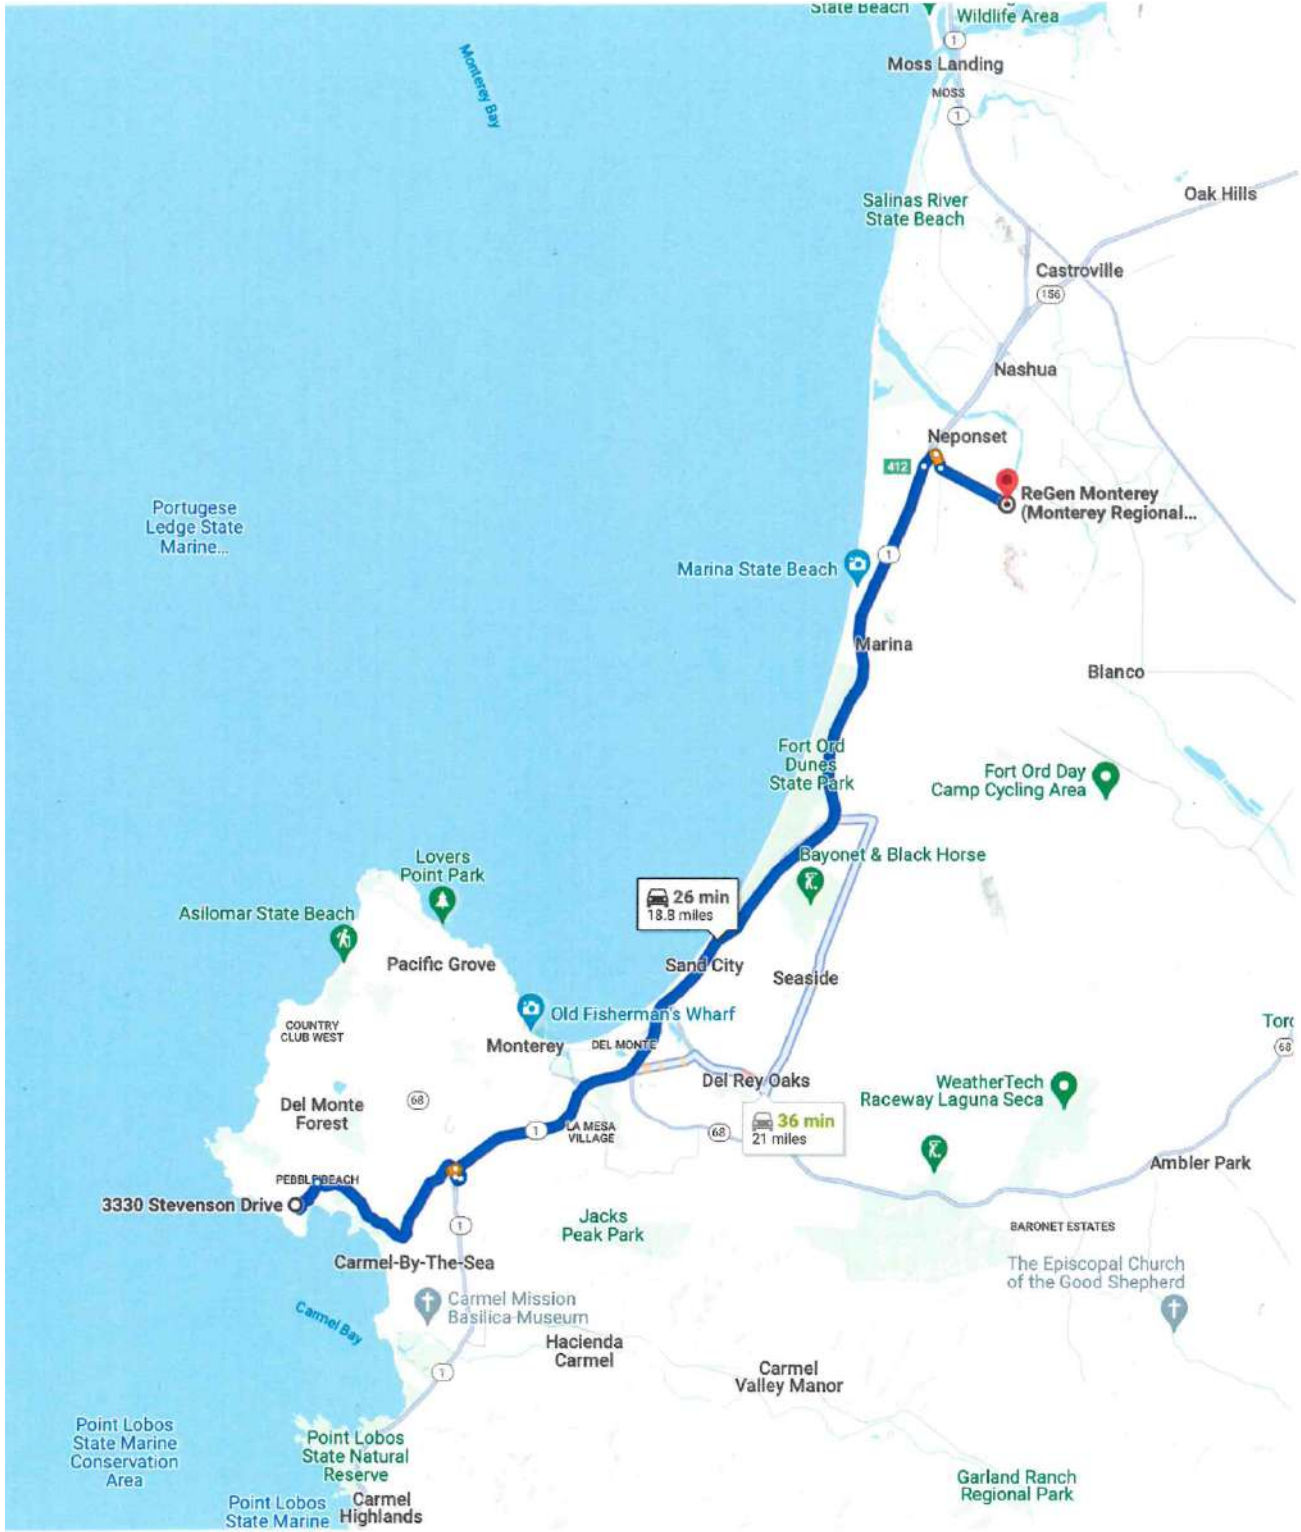 State Beach
Wildlife Area
1
Moss Landing
MOSS
1
Monterey Bay
Salinas River
State Beach
Oak Hills
Castroville
156
Nashua
Neponset
412
ReGen Monterey
(Monterey Regional...
Portugese
Ledge State
Marine...
1
Marina State Beach
Marina
Blanco
Fort Ord
Dunes
State Park
Fort Ord Day
Camp Cycling Area
Bayonet & Black Horse
Lovers
Point Park
26 min
18.8 miles
Asilomar State Beach
Pacific Grove
Sand City
Seaside
Old Fisherman's Wharf
COUNTRY
CLUB WEST
Monterey
DEL MONTE
Toro
68
Del Rey Oaks
WeatherTech
Raceway Laguna Seca
Del Monte
Forest
68
36 min
21 miles
1
LA MESA
VILLAGE
68
Ambler Park
PEBBLE BEACH
3330 Stevenson Drive
1
Jacks
Peak Park
BARONET ESTATES
Carmel-By-The-Sea
The Episcopal Church
of the Good Shepherd
Carmel Bay
Carmel Mission
Basilica Museum
Hacienda
Carmel
1
Carmel
Valley Manor
Point Lobos
State Marine
Conservation
Area
Point Lobos
State Natural
Reserve
Garland Ranch
Regional Park
Point Lobos
State Marine
Carmel
Highlands